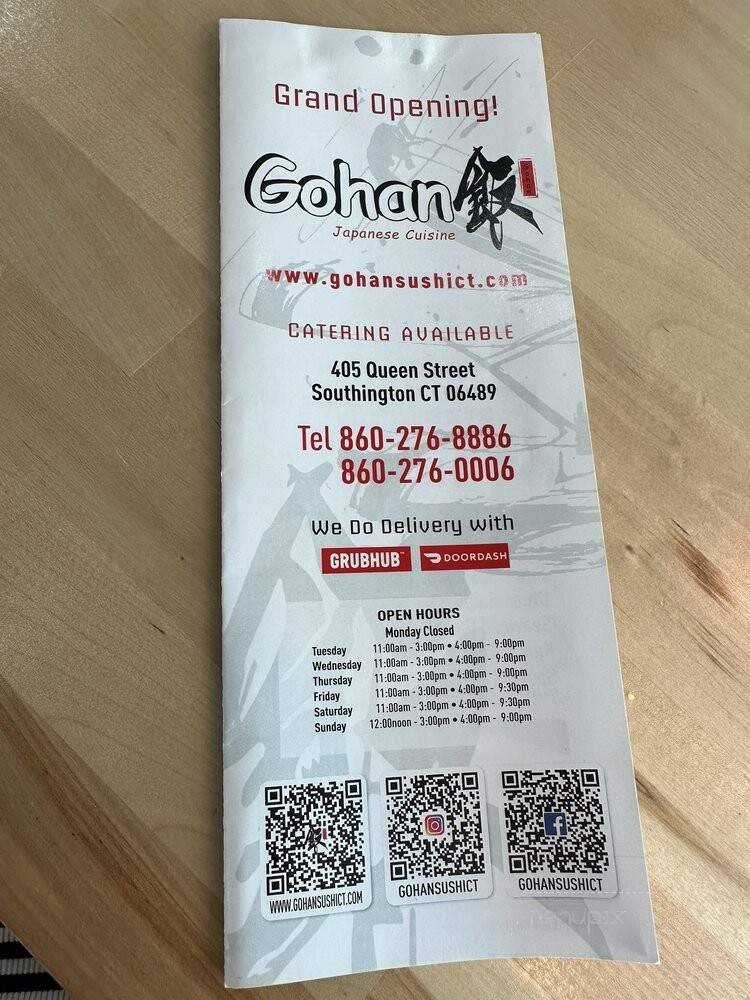 Grand Opening!
Gohan飯
Gohan
Japanese Cuisine
www.gohansushict.com
CATERING AVAILABLE
405 Queen Street
Southington CT 06489
Tel 860-276-8886
860-276-0006
We Do Delivery with
GRUBHUB™ DOORDASH
OPEN HOURS
Monday Closed
Tuesday 11:00am - 3:00pm • 4:00pm - 9:00pm
Wednesday 11:00am - 3:00pm • 4:00pm - 9:00pm
Thursday 11:00am - 3:00pm • 4:00pm - 9:00pm
Friday 11:00am - 3:00pm • 4:00pm - 9:30pm
Saturday 11:00am - 3:00pm • 4:00pm - 9:30pm
Sunday 12:00noon - 3:00pm • 4:00pm - 9:00pm
WWW.GOHANSUSHICT.COM GOHANSUSHICT GOHANSUSHICT
menupix